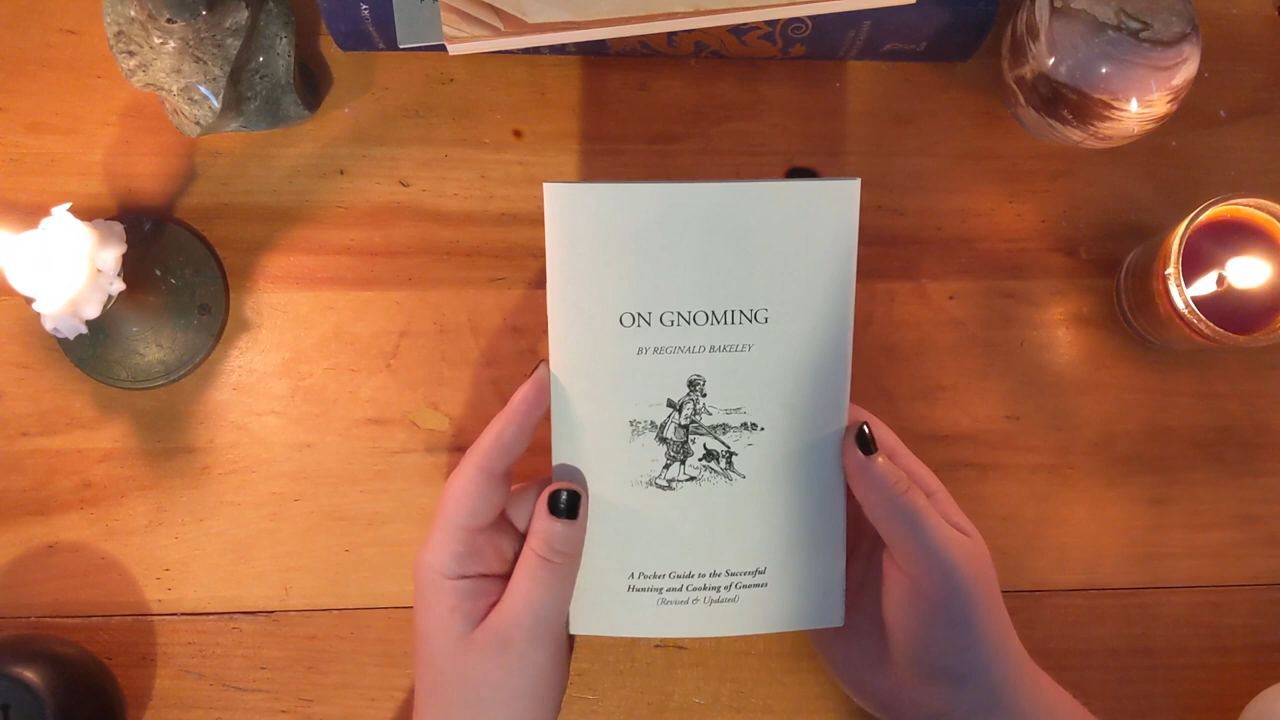 ON GNOMING
BY REGINALD BAKELEY
A Pocket Guide to the Successful
Hunting and Cooking of Gnomes
(Revised & Updated)